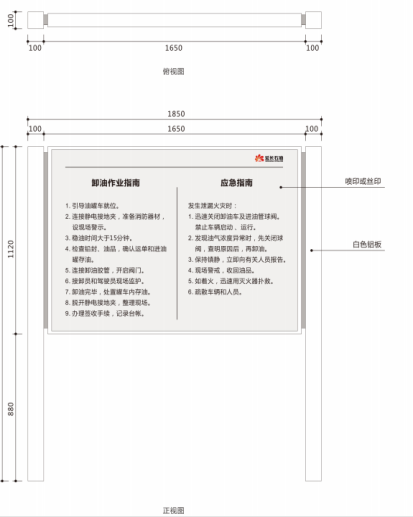 100
100 1650 100
俯视图
1850
100 1650 100
延长石油
卸油作业指南
应急指南
喷印或丝印
白色铝板
1120
880
1. 引导油罐车就位。
2. 连接静电接地夹，准备消防器材，
设现场警示。
3. 稳油时间大于15分钟。
4. 检查铅封、油品，确认运单和进油
罐存油。
5. 连接卸油胶管，开启阀门。
6. 接卸员和驾驶员现场监护。
7. 卸油完毕，处置罐车内存油。
8. 脱开静电接地夹，整理现场。
9. 办理签收手续，记录台帐。
发生泄漏火灾时：
1. 迅速关闭卸油车及进油管球阀。
禁止车辆启动、运行。
2. 发现油气浓度异常时，先关闭球
阀，查明原因后，再卸油。
3. 保持镇静，立即向有关人员报告。
4. 现场警戒，收回油品。
5. 如着火，迅速用灭火器扑救。
6. 疏散车辆和人员。
正视图